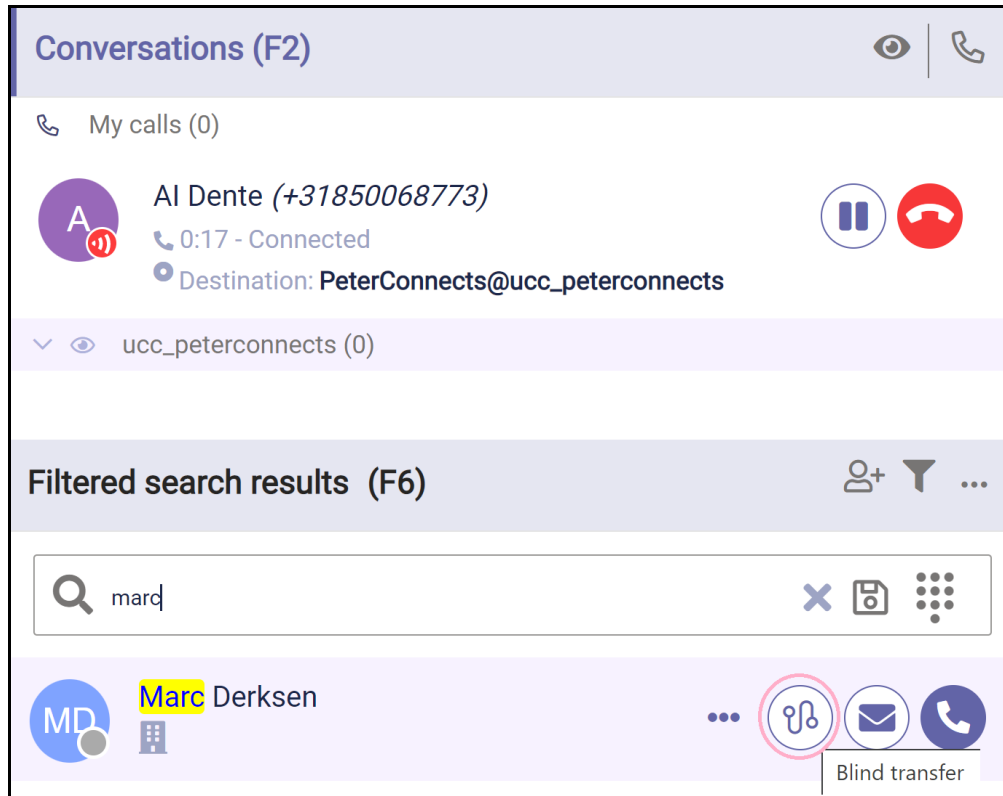 Conversations (F2)
My calls (0)
A
AI Dente (+31850068773)
0:17 - Connected
Destination: PeterConnects@ucc_peterconnects
ucc_peterconnects (0)
Filtered search results (F6)
marc
MD
Marc Derksen
Blind transfer